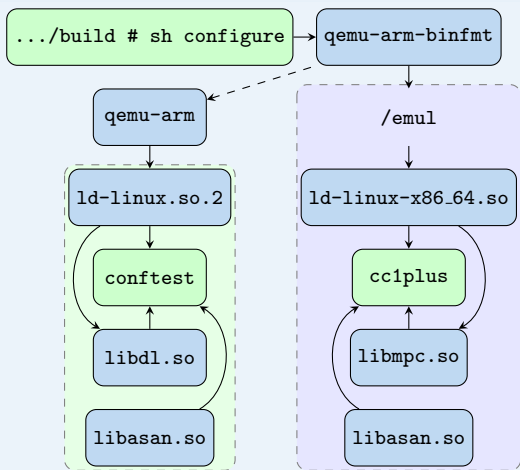 .../build # sh configure
qemu-arm-binfmt
qemu-arm
/emul
ld-linux.so.2
ld-linux-x86_64.so
conftest
cc1plus
libdl.so
libmpc.so
libasan.so
libasan.so